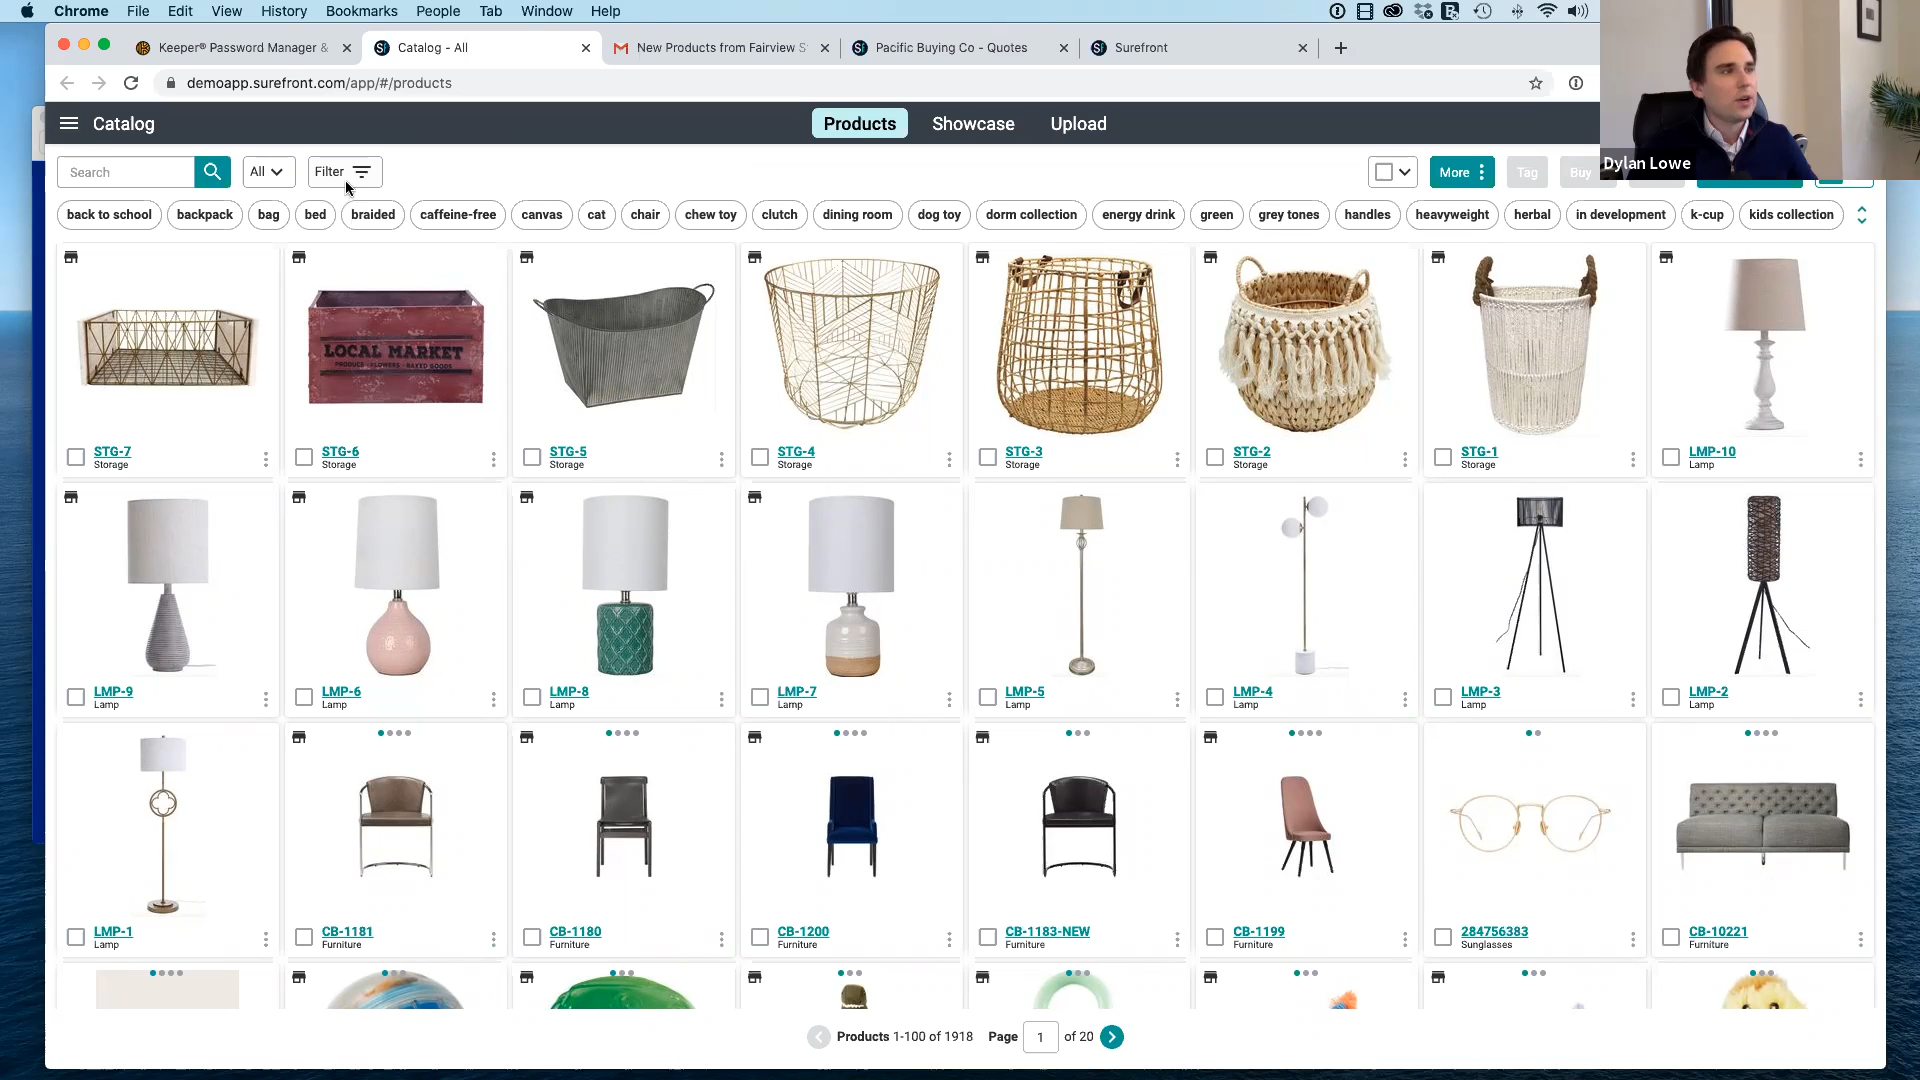 Chrome File Edit View History Bookmarks People Tab Window Help
Keeper® Password Manager &
Catalog - All
New Products from Fairview S
Pacific Buying Co - Quotes
Surefront
demoapp.surefront.com/app/#/products
Catalog
Products Showcase Upload
Dylan Lowe
Search All Filter More Tag Buy
back to school backpack bag bed braided caffeine-free canvas cat chair chew toy clutch dining room dog toy dorm collection energy drink green grey tones handles heavyweight herbal in development k-cup kids collection
LOCAL MARKET
PRODUCE · FLOWERS · BAKED GOODS
STG-7 STG-6 STG-5 STG-4 STG-3 STG-2 STG-1 LMP-10
Storage Storage Storage Storage Storage Storage Storage Lamp
LMP-9 LMP-6 LMP-8 LMP-7 LMP-5 LMP-4 LMP-3 LMP-2
Lamp Lamp Lamp Lamp Lamp Lamp Lamp Lamp
LMP-1 CB-1181 CB-1180 CB-1200 CB-1183-NEW CB-1199 284756383 CB-10221
Lamp Furniture Furniture Furniture Furniture Furniture Sunglasses Furniture
Products 1-100 of 1918 Page 1 of 20